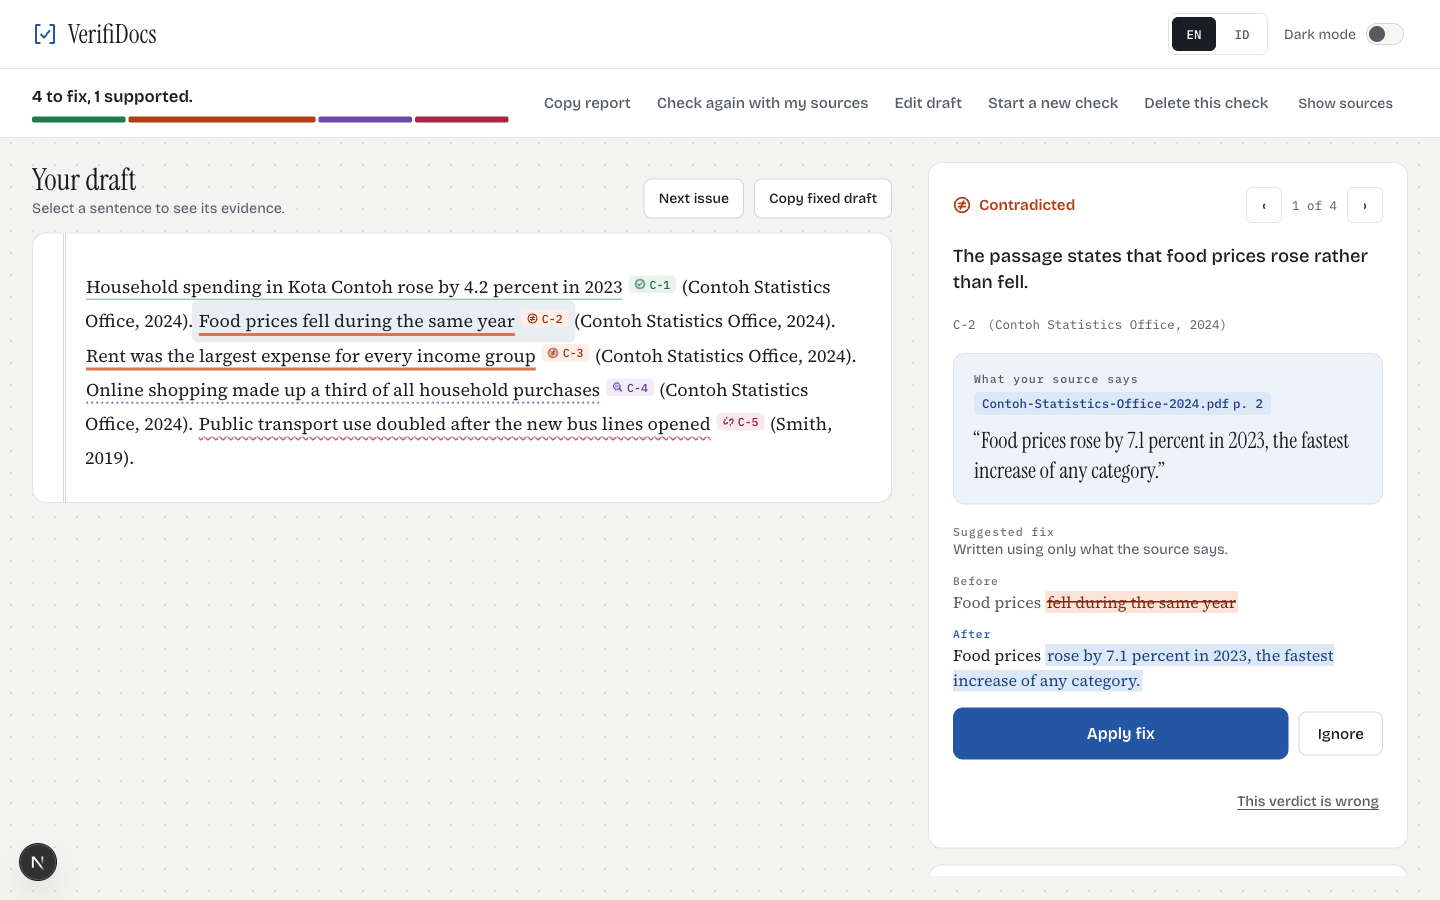 VerifiDocs
EN
ID
Dark mode
4 to fix, 1 supported.
Copy report
Check again with my sources
Edit draft
Start a new check
Delete this check
Show sources
Your draft
Select a sentence to see its evidence.
Next issue
Copy fixed draft
Household spending in Kota Contoh rose by 4.2 percent in 2023 C-1 (Contoh Statistics
Office, 2024). Food prices fell during the same year C-2 (Contoh Statistics Office, 2024).
Rent was the largest expense for every income group C-3 (Contoh Statistics Office, 2024).
Online shopping made up a third of all household purchases C-4 (Contoh Statistics
Office, 2024). Public transport use doubled after the new bus lines opened C-5 (Smith,
2019).
Contradicted
‹ 1 of 4 ›
The passage states that food prices rose rather
than fell.
C-2 (Contoh Statistics Office, 2024)
What your source says
Contoh-Statistics-Office-2024.pdf p. 2
“Food prices rose by 7.1 percent in 2023, the fastest
increase of any category.”
Suggested fix
Written using only what the source says.
Before
Food prices fell during the same year
After
Food prices rose by 7.1 percent in 2023, the fastest
increase of any category.
Apply fix
Ignore
This verdict is wrong
N